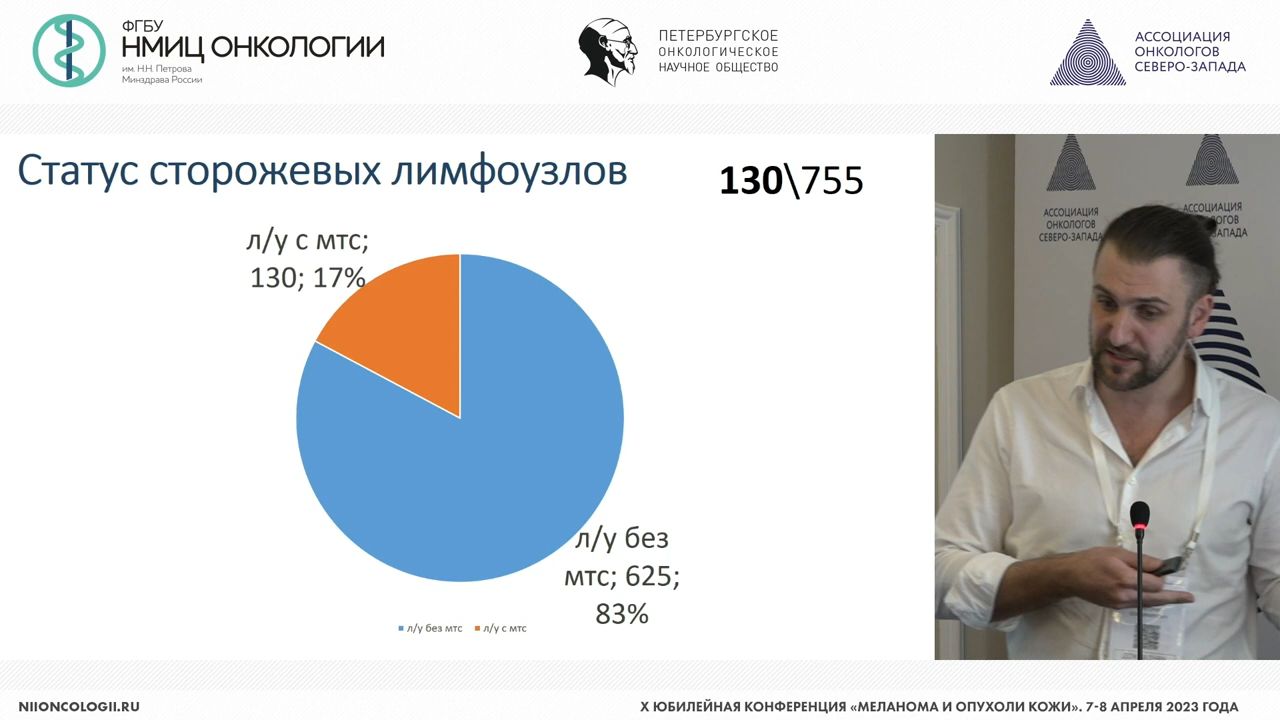 ФГБУ
НМИЦ ОНКОЛОГИИ
им. Н.Н. Петрова
Минздрава России
ПЕТЕРБУРГСКОЕ
ОНКОЛОГИЧЕСКОЕ
НАУЧНОЕ ОБЩЕСТВО
АССОЦИАЦИЯ
ОНКОЛОГОВ
СЕВЕРО-ЗАПАДА
Статус сторожевых лимфоузлов
130\755
л/у с мтс;
130; 17%
л/у без
мтс; 625;
83%
л/у без мтс л/у с мтс
АССОЦИАЦИЯ
ОНКОЛОГОВ
СЕВЕРО-ЗАПАДА
АССОЦИАЦИЯ
NIIONCOLOGII.RU
X ЮБИЛЕЙНАЯ КОНФЕРЕНЦИЯ «МЕЛАНОМА И ОПУХОЛИ КОЖИ». 7-8 АПРЕЛЯ 2023 ГОДА